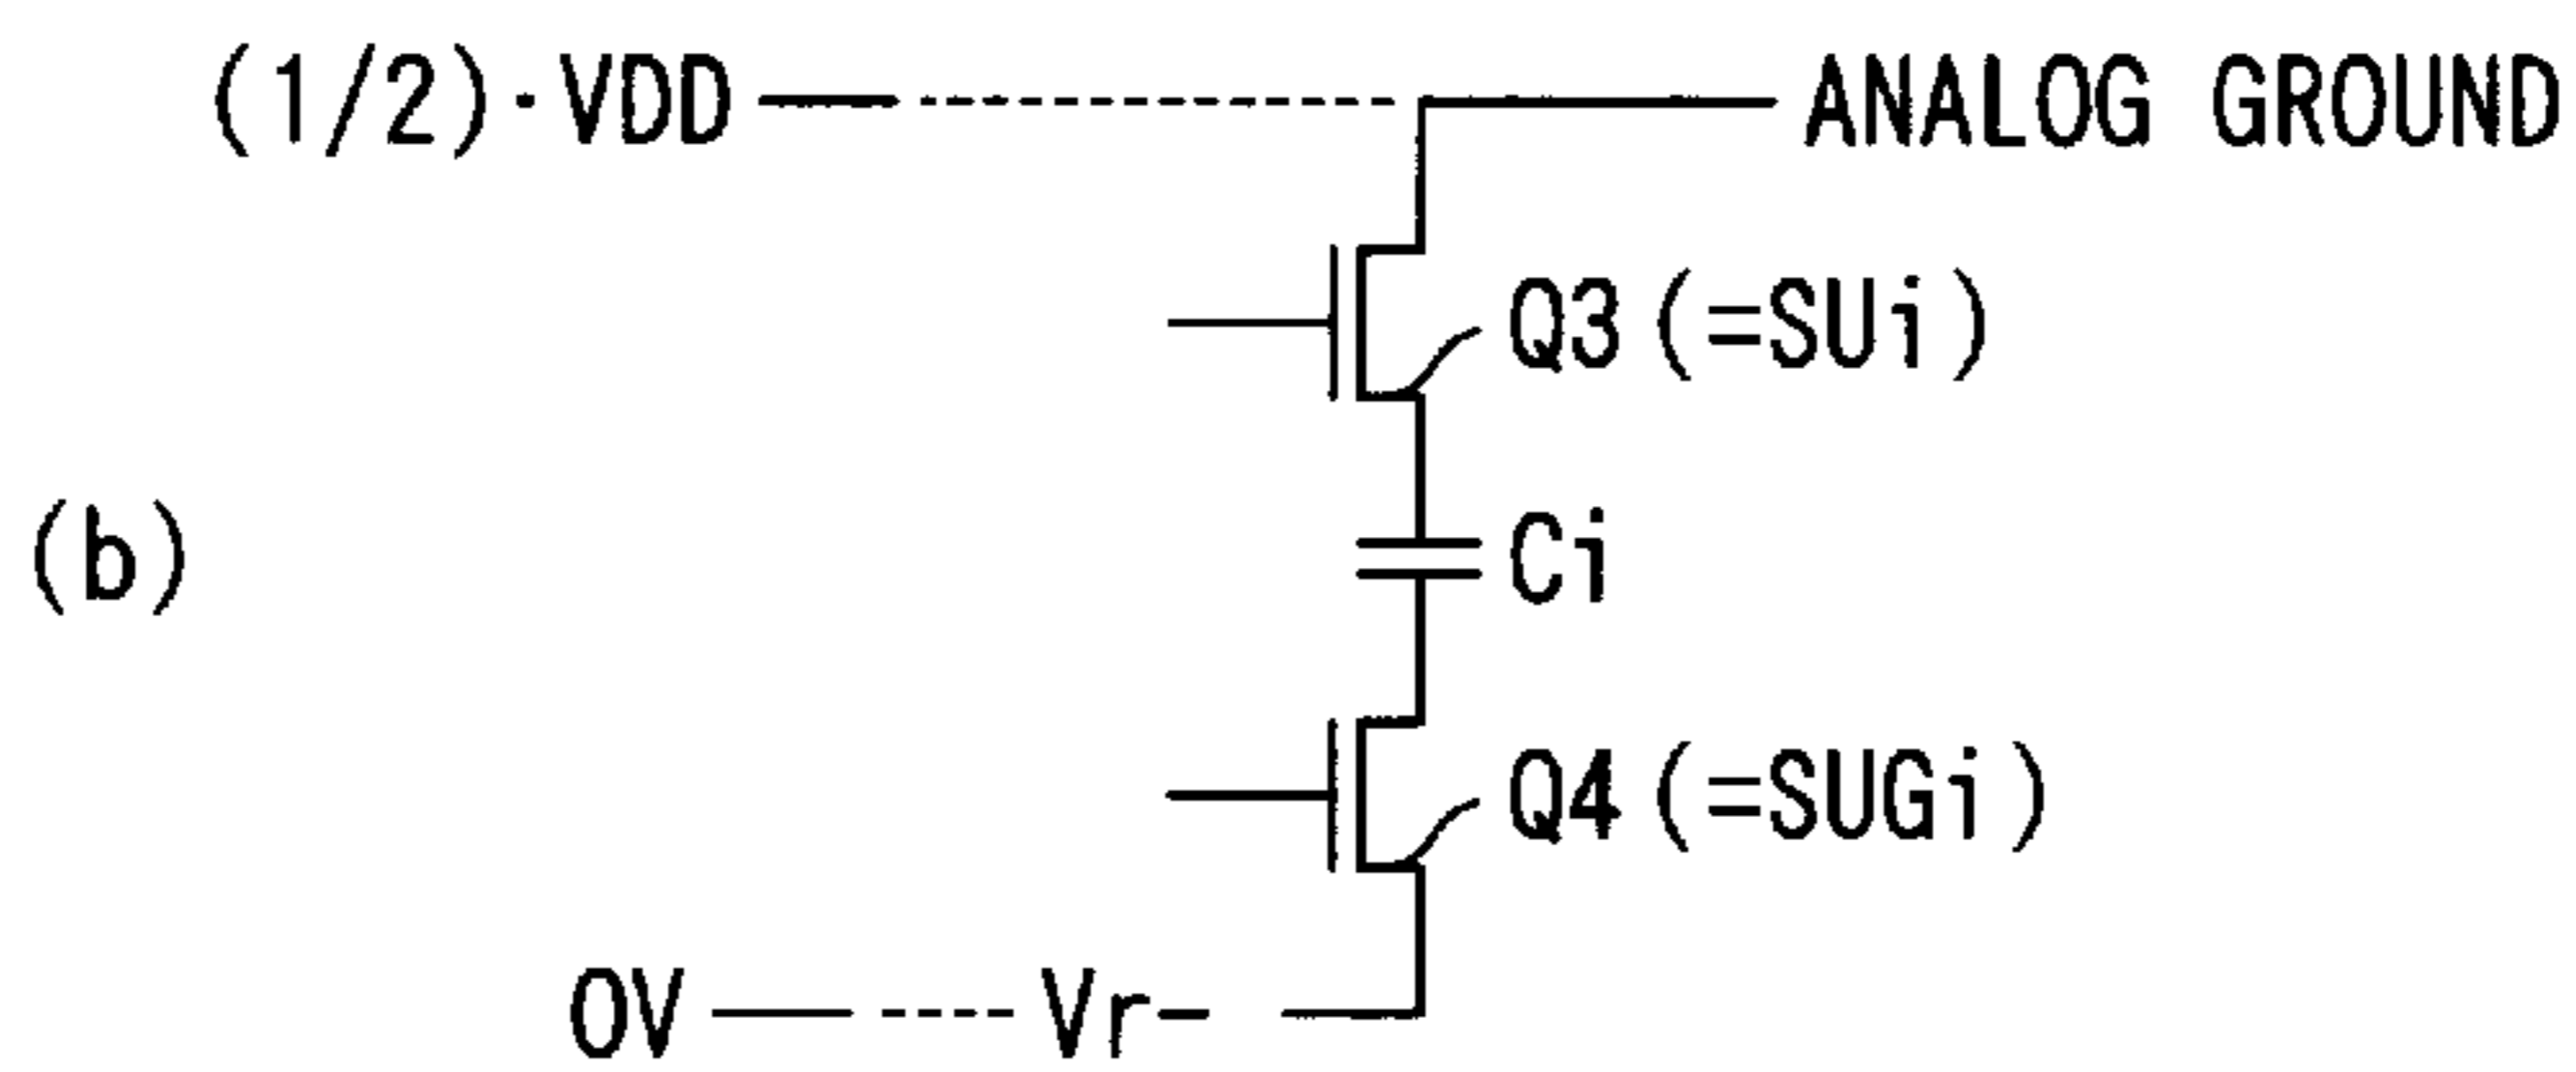 (1/2)·VDD ANALOG GROUND
Q3(=SUi)
(b) Ci
Q4(=SUGi)
0V Vr-